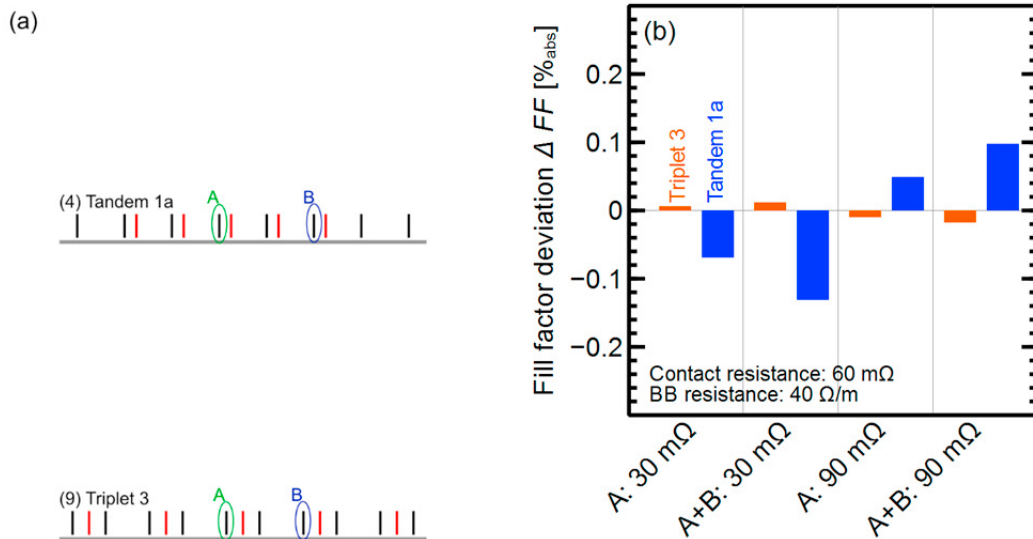 (a)
(4) Tandem 1a
A
B
(9) Triplet 3
A
B
(b)
Fill factor deviation Δ FF [%abs]
0.2
0.1
0
−0.1
−0.2
Triplet 3
Tandem 1a
Contact resistance: 60 mΩ
BB resistance: 40 Ω/m
A: 30 mΩ
A+B: 30 mΩ
A: 90 mΩ
A+B: 90 mΩ